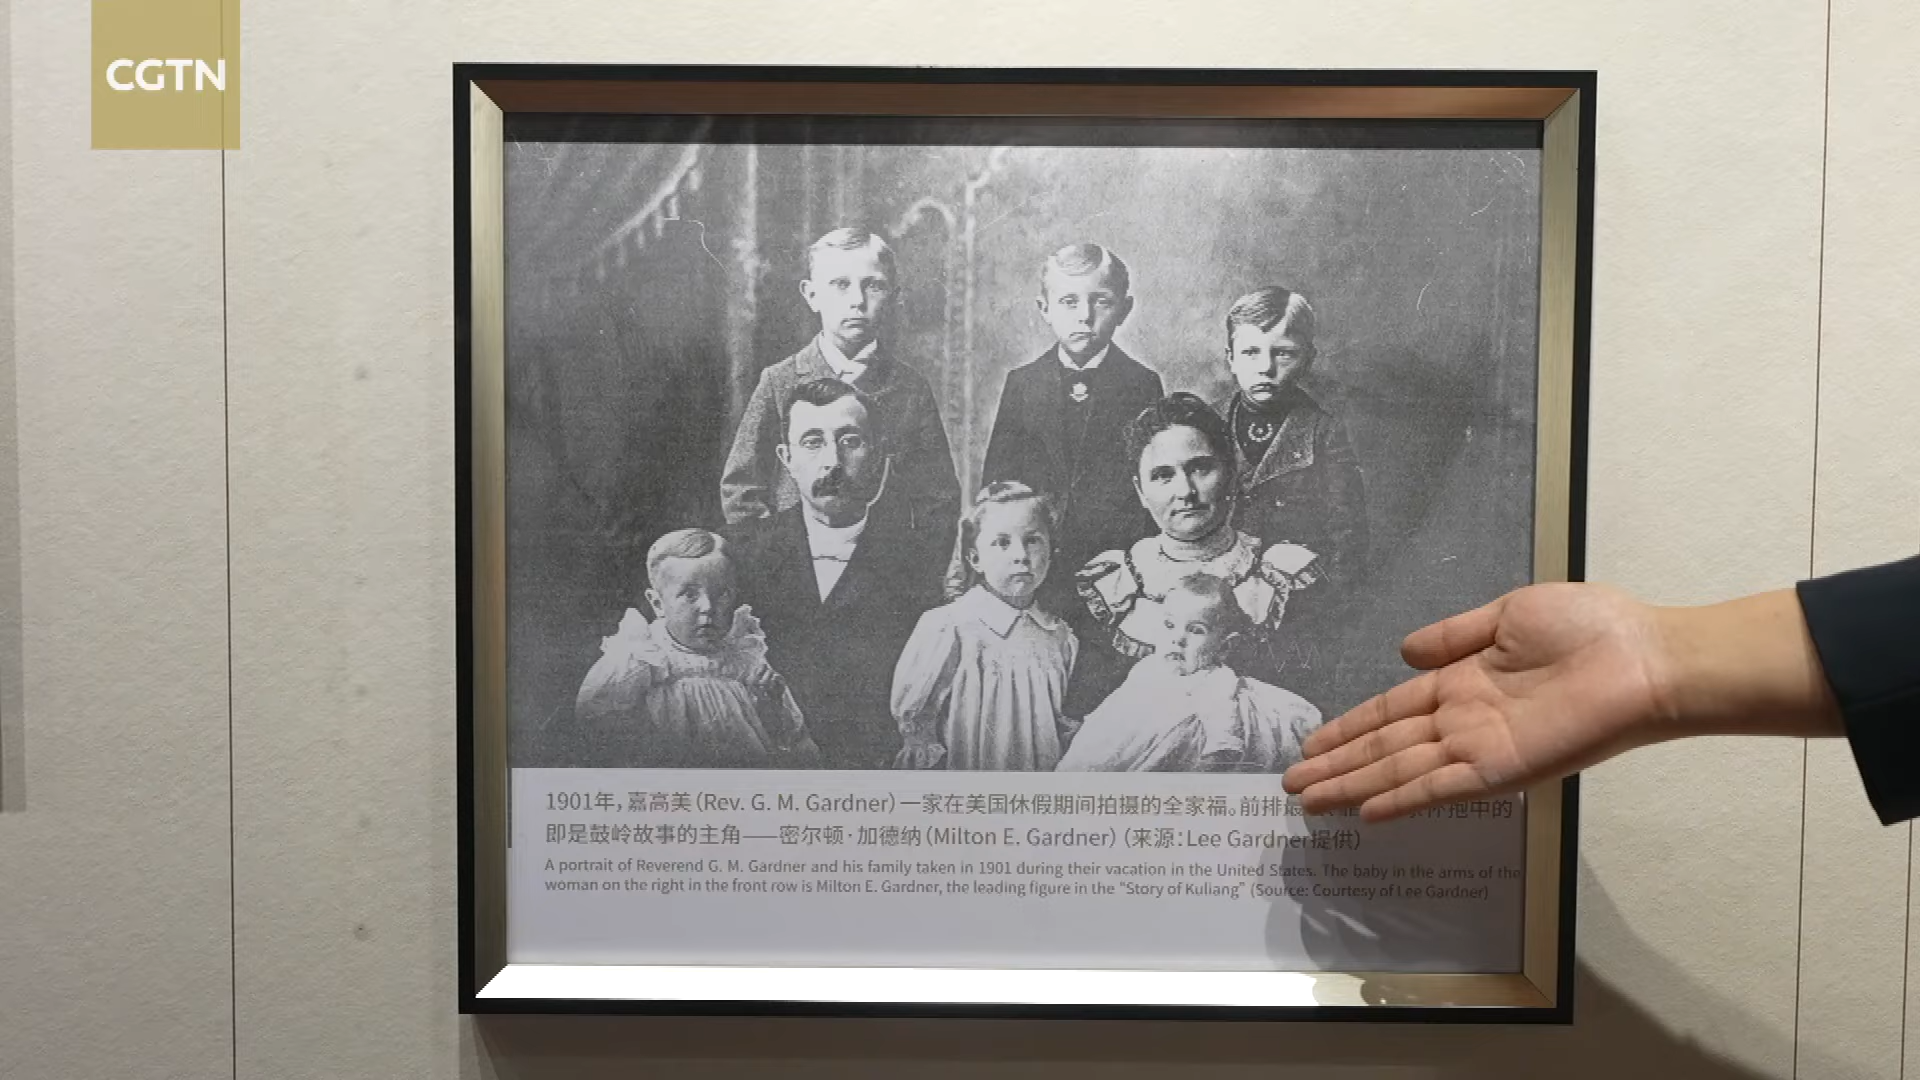 CGTN
1901年，嘉高美（Rev. G. M. Gardner）一家在美国休假期间拍摄的全家福。前排最 怀抱中的
即是鼓岭故事的主角——密尔顿·加德纳（Milton E. Gardner）（来源：Lee Gardner提供）
A portrait of Reverend G. M. Gardner and his family taken in 1901 during their vacation in the United States. The baby in the arms of the
woman on the right in the front row is Milton E. Gardner, the leading figure in the "Story of Kuliang" (Source: Courtesy of Lee Gardner)